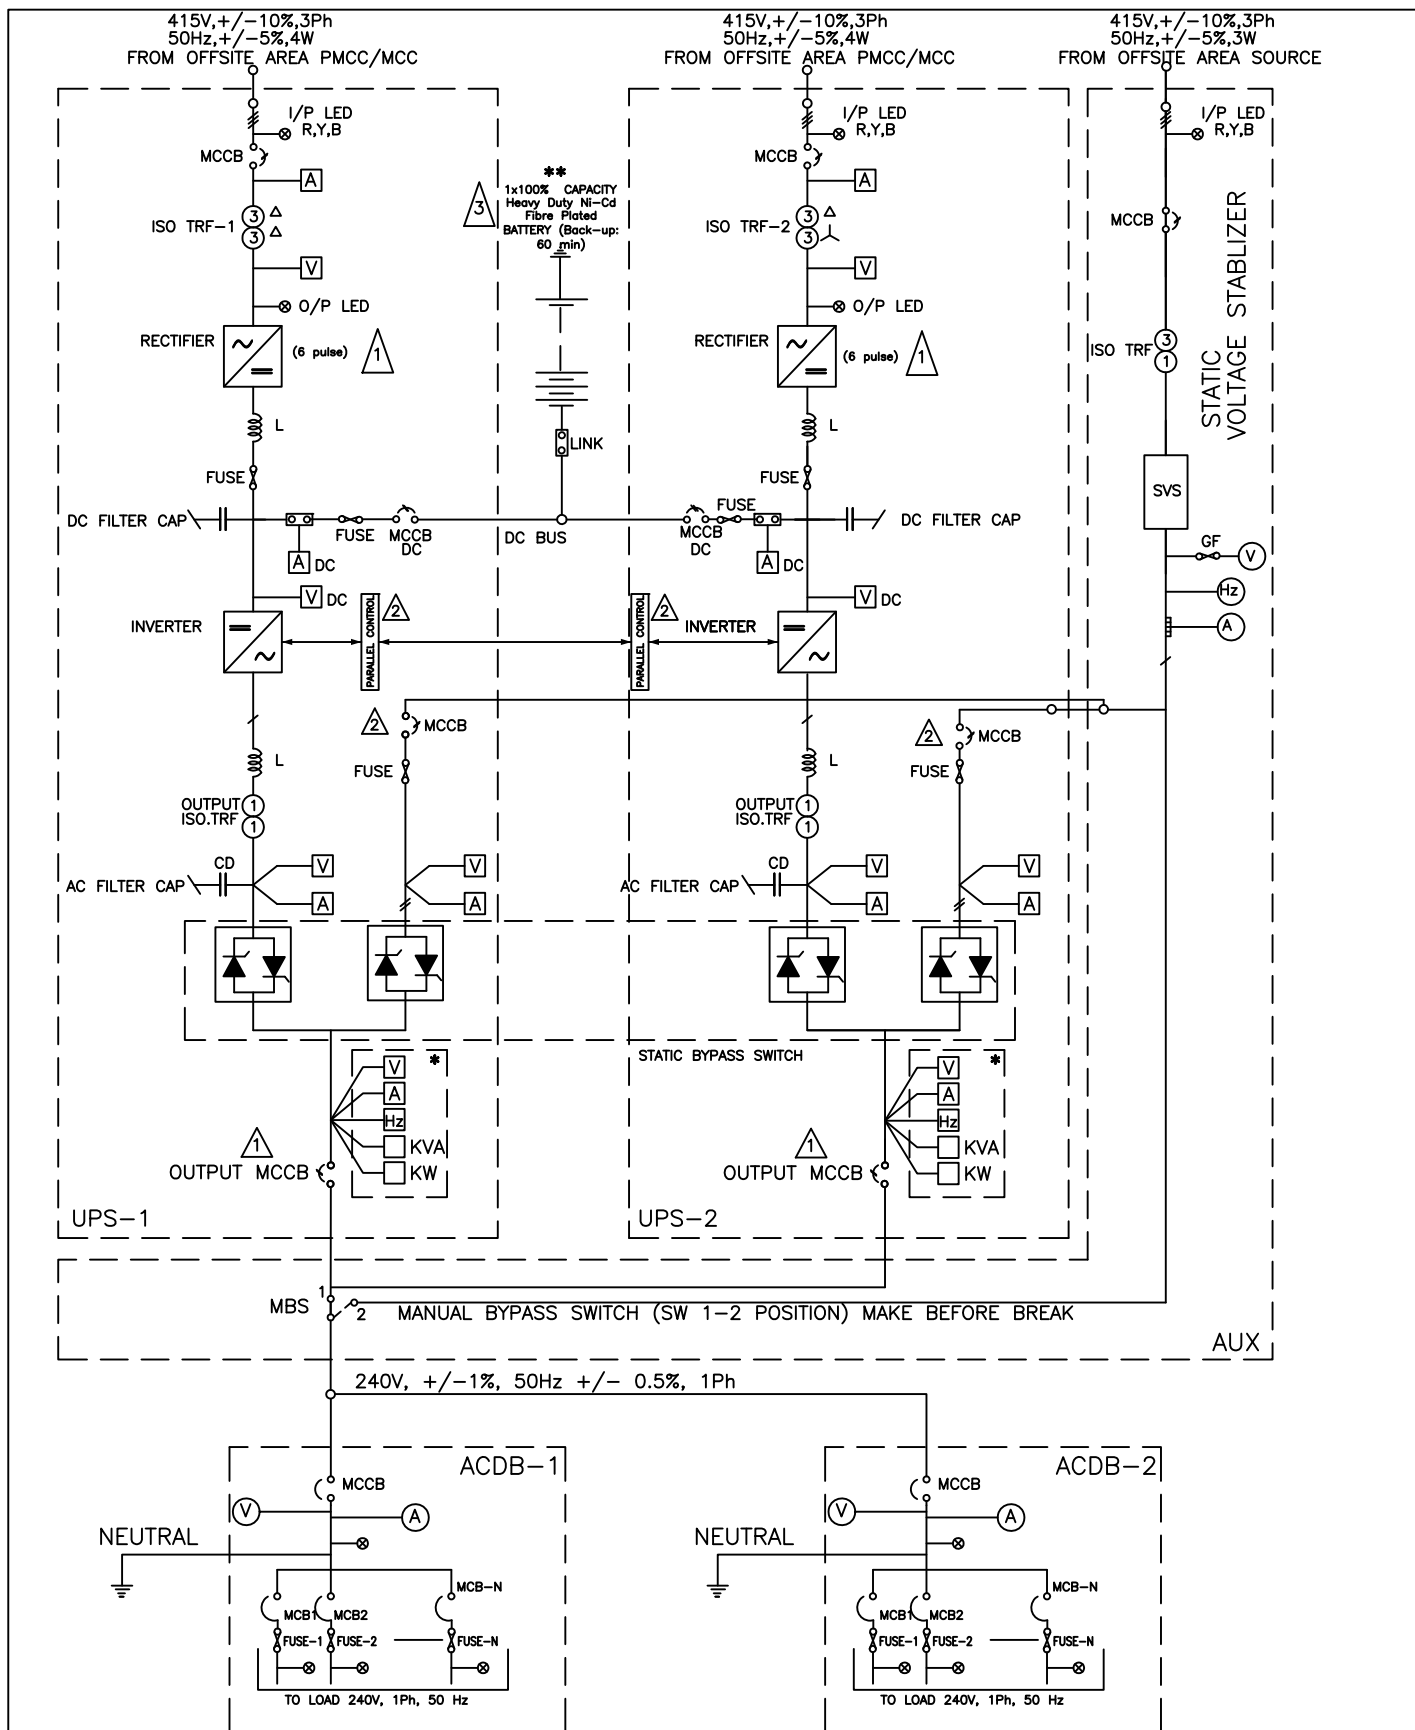 415V,+/-10%,3Ph
50Hz,+/-5%,4W
FROM OFFSITE AREA PMCC/MCC
415V,+/-10%,3Ph
50Hz,+/-5%,4W
FROM OFFSITE AREA PMCC/MCC
415V,+/-10%,3Ph
50Hz,+/-5%,3W
FROM OFFSITE AREA SOURCE
I/P LED
R,Y,B
MCCB
A
ISO TRF-1
3
3
V
O/P LED
RECTIFIER
(6 pulse)
1
L
FUSE
DC FILTER CAP
FUSE
MCCB
DC
A
DC
V
DC
INVERTER
PARALLEL CONTROL
2
3
**
1x100% CAPACITY
Heavy Duty Ni-Cd
Fibre Plated
BATTERY (Back-up:
60 min)
LINK
DC BUS
I/P LED
R,Y,B
MCCB
A
ISO TRF-2
3
3
V
O/P LED
RECTIFIER
(6 pulse)
1
L
FUSE
FUSE
MCCB
DC
A
DC
DC FILTER CAP
V
DC
PARALLEL CONTROL
2
INVERTER
I/P LED
R,Y,B
MCCB
ISO TRF
3
1
STATIC
VOLTAGE STABLIZER
SVS
GF
V
Hz
A
2
MCCB
L
FUSE
OUTPUT
ISO.TRF
1
1
CD
AC FILTER CAP
V
A
V
A
2
MCCB
L
FUSE
OUTPUT
ISO.TRF
1
1
CD
AC FILTER CAP
V
A
V
A
STATIC BYPASS SWITCH
*
V
A
Hz
KVA
KW
1
OUTPUT MCCB
UPS-1
*
V
A
Hz
KVA
KW
1
OUTPUT MCCB
UPS-2
MBS
1
2
MANUAL BYPASS SWITCH (SW 1-2 POSITION) MAKE BEFORE BREAK
AUX
240V, +/-1%, 50Hz +/- 0.5%, 1Ph
ACDB-1
MCCB
V
A
NEUTRAL
MCB1
MCB2
MCB-N
FUSE-1
FUSE-2
FUSE-N
TO LOAD 240V, 1Ph, 50 Hz
ACDB-2
MCCB
V
A
NEUTRAL
MCB1
MCB2
MCB-N
FUSE-1
FUSE-2
FUSE-N
TO LOAD 240V, 1Ph, 50 Hz